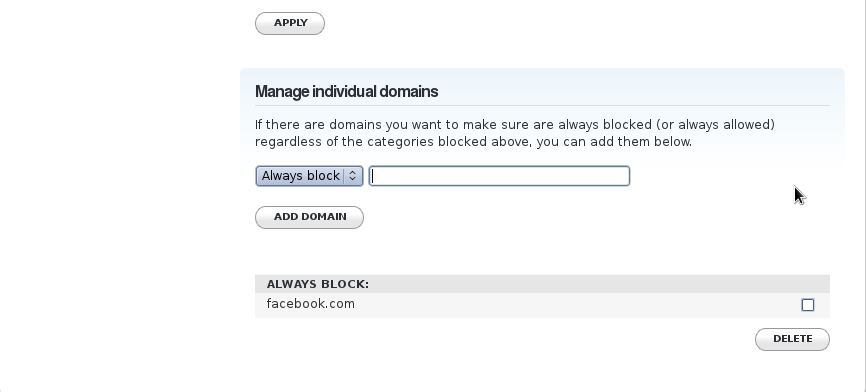 APPLY
Manage individual domains
If there are domains you want to make sure are always blocked (or always allowed)
regardless of the categories blocked above, you can add them below.
Always block
ADD DOMAIN
ALWAYS BLOCK:
facebook.com
DELETE